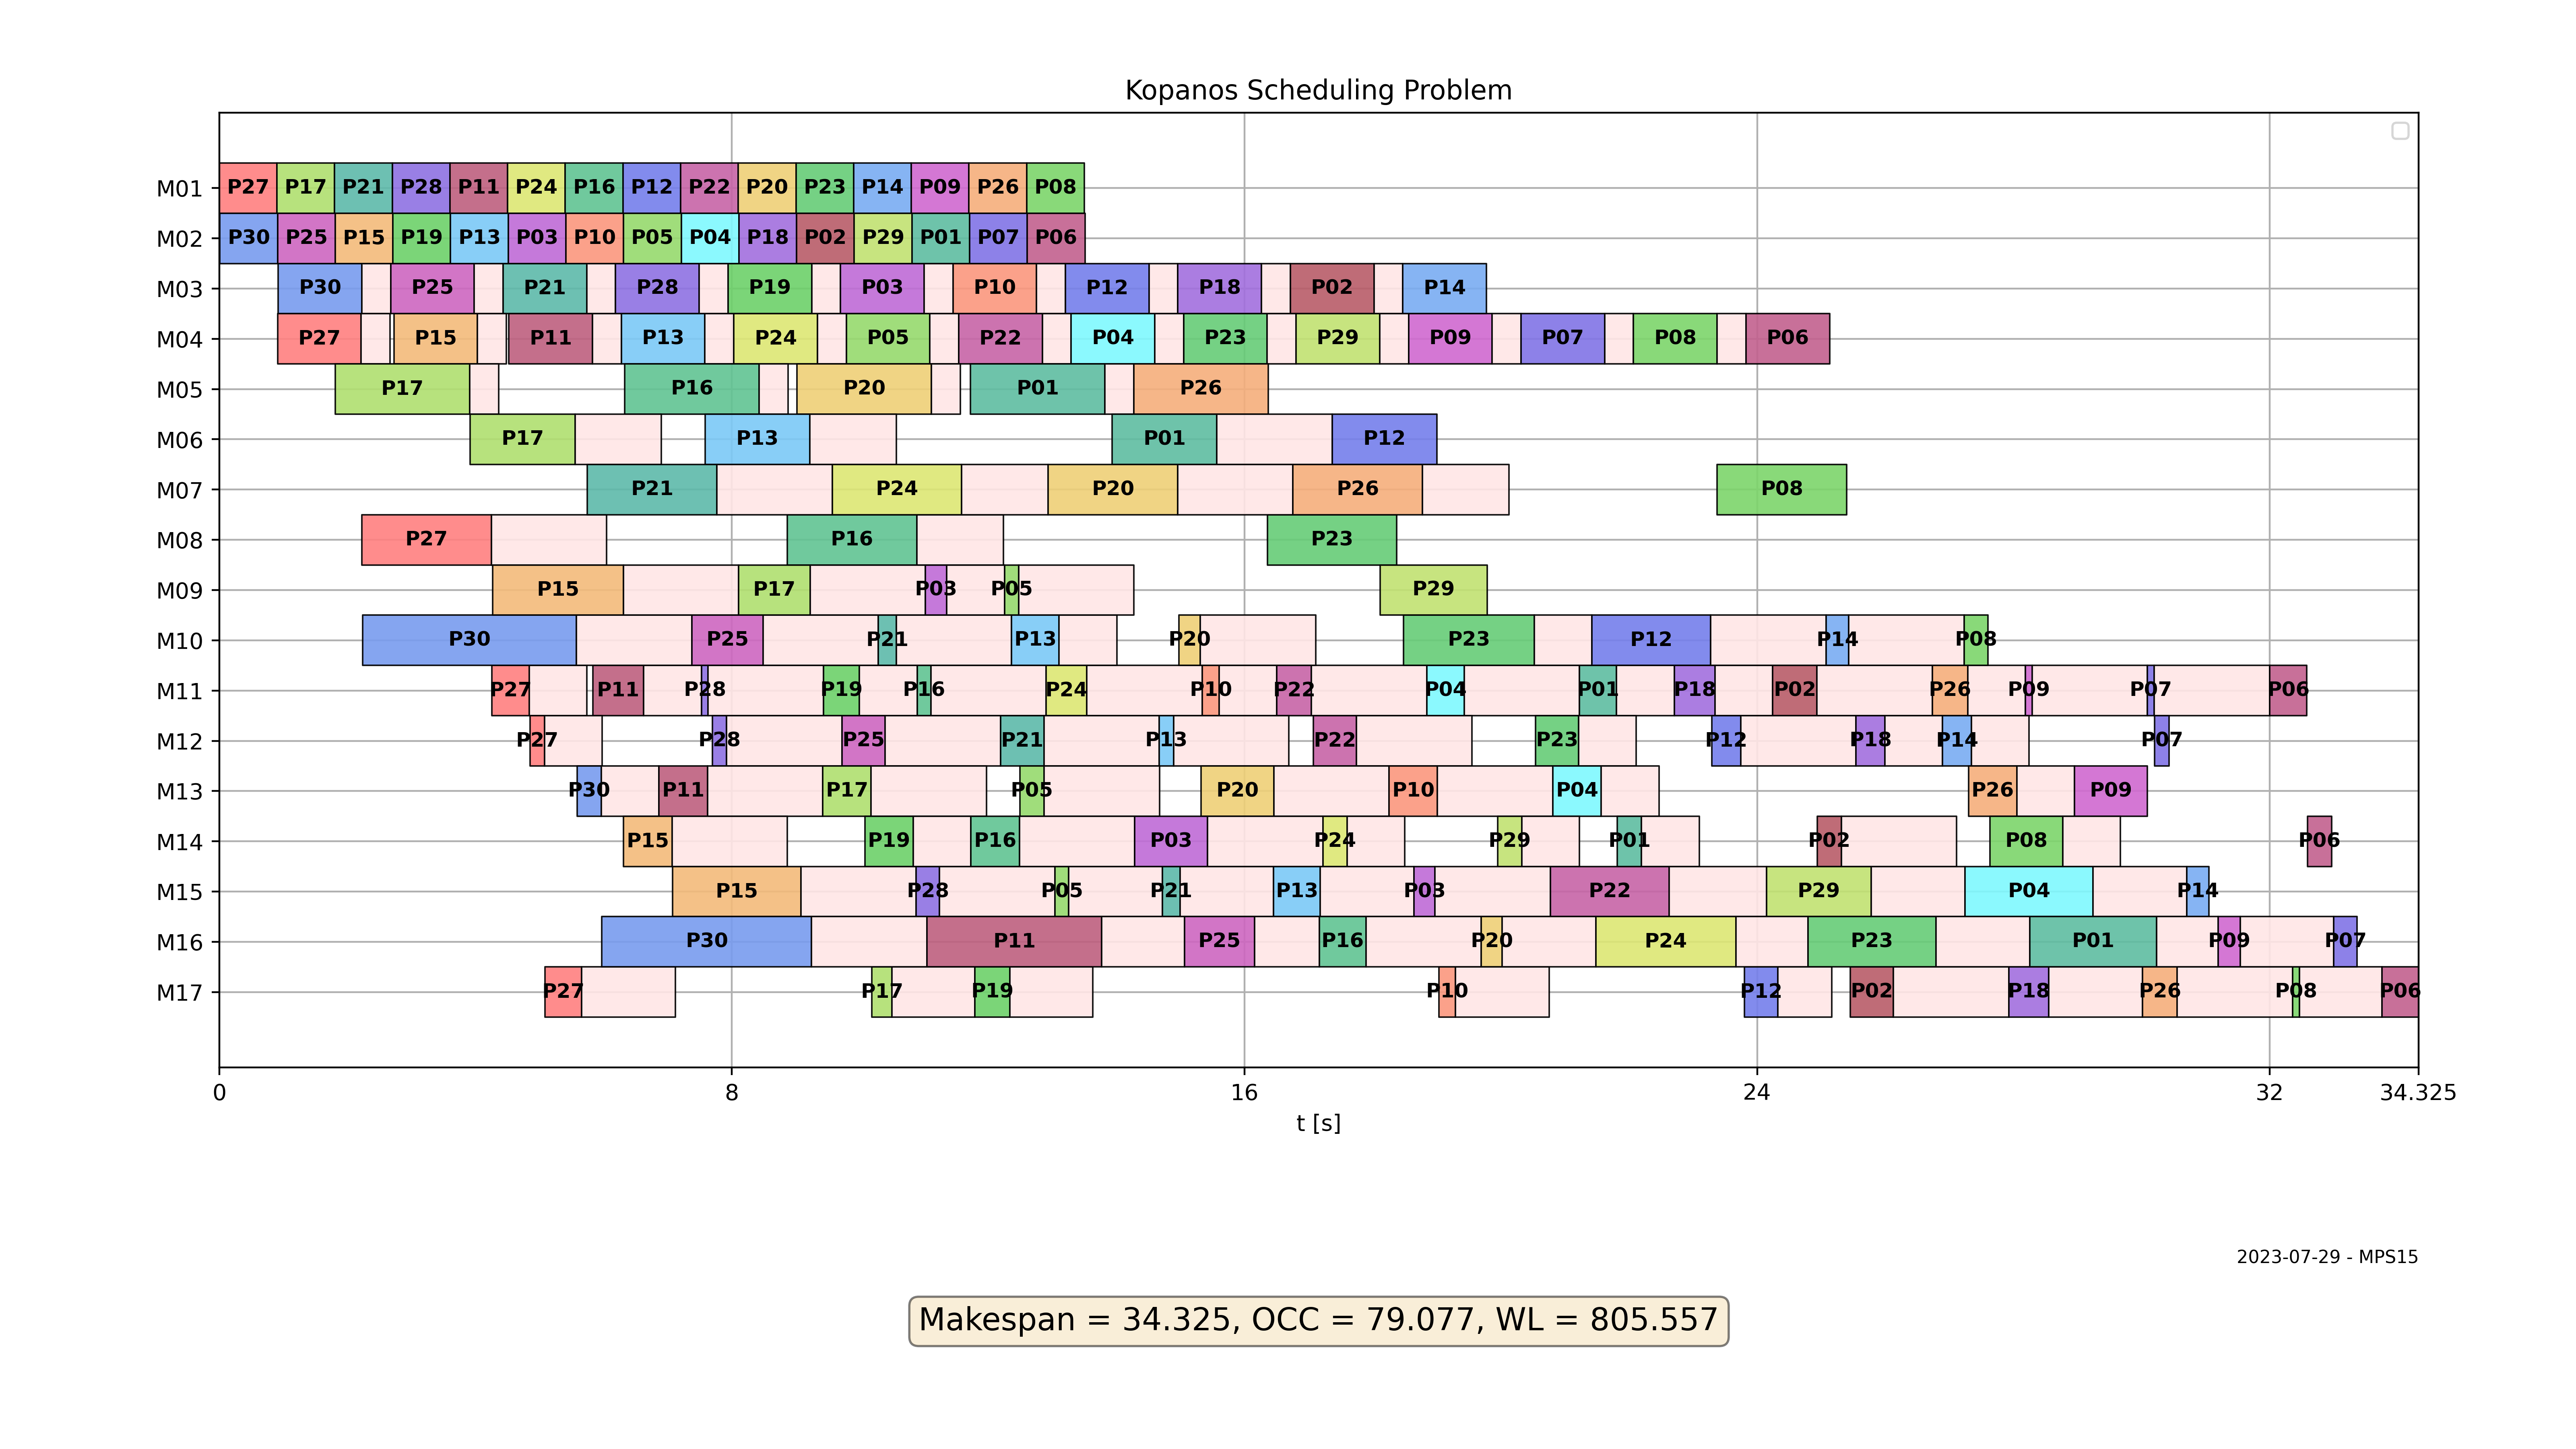 Kopanos Scheduling Problem
M01 P27 P17 P21 P28 P11 P24 P16 P12 P22 P20 P23 P14 P09 P26 P08
M02 P30 P25 P15 P19 P13 P03 P10 P05 P04 P18 P02 P29 P01 P07 P06
M03 P30 P25 P21 P28 P19 P03 P10 P12 P18 P02 P14
M04 P27 P15 P11 P13 P24 P05 P22 P04 P23 P29 P09 P07 P08 P06
M05 P17 P16 P20 P01 P26
M06 P17 P13 P01 P12
M07 P21 P24 P20 P26 P08
M08 P27 P16 P23
M09 P15 P17 P03 P05 P29
M10 P30 P25 P21 P13 P20 P23 P12 P14 P08
M11 P27 P11 P28 P19 P16 P24 P10 P22 P04 P01 P18 P02 P26 P09 P07 P06
M12 P27 P28 P25 P21 P13 P22 P23 P12 P18 P14 P07
M13 P30 P11 P17 P05 P20 P10 P04 P26 P09
M14 P15 P19 P16 P03 P24 P29 P01 P02 P08 P06
M15 P15 P28 P05 P21 P13 P03 P22 P29 P04 P14
M16 P30 P11 P25 P16 P20 P24 P23 P01 P09 P07
M17 P27 P17 P19 P10 P12 P02 P18 P26 P08 P06
0 8 16 24 32 34.325
t [s]
2023-07-29 - MPS15
Makespan = 34.325, OCC = 79.077, WL = 805.557